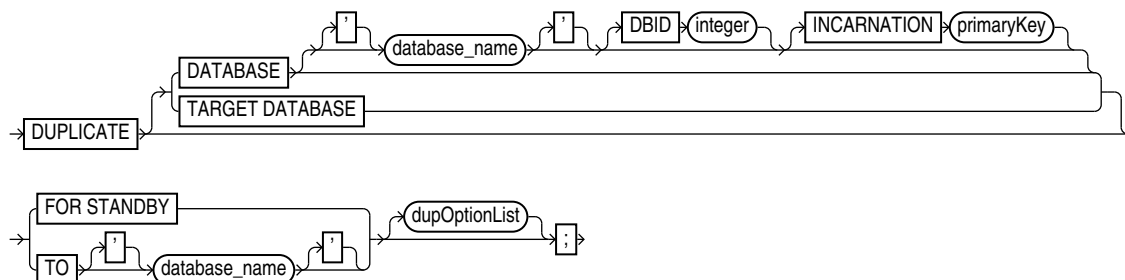 ' database_name ' DBID integer INCARNATION primaryKey
DATABASE
TARGET DATABASE
DUPLICATE
FOR STANDBY
dupOptionList
TO ' database_name ' ;